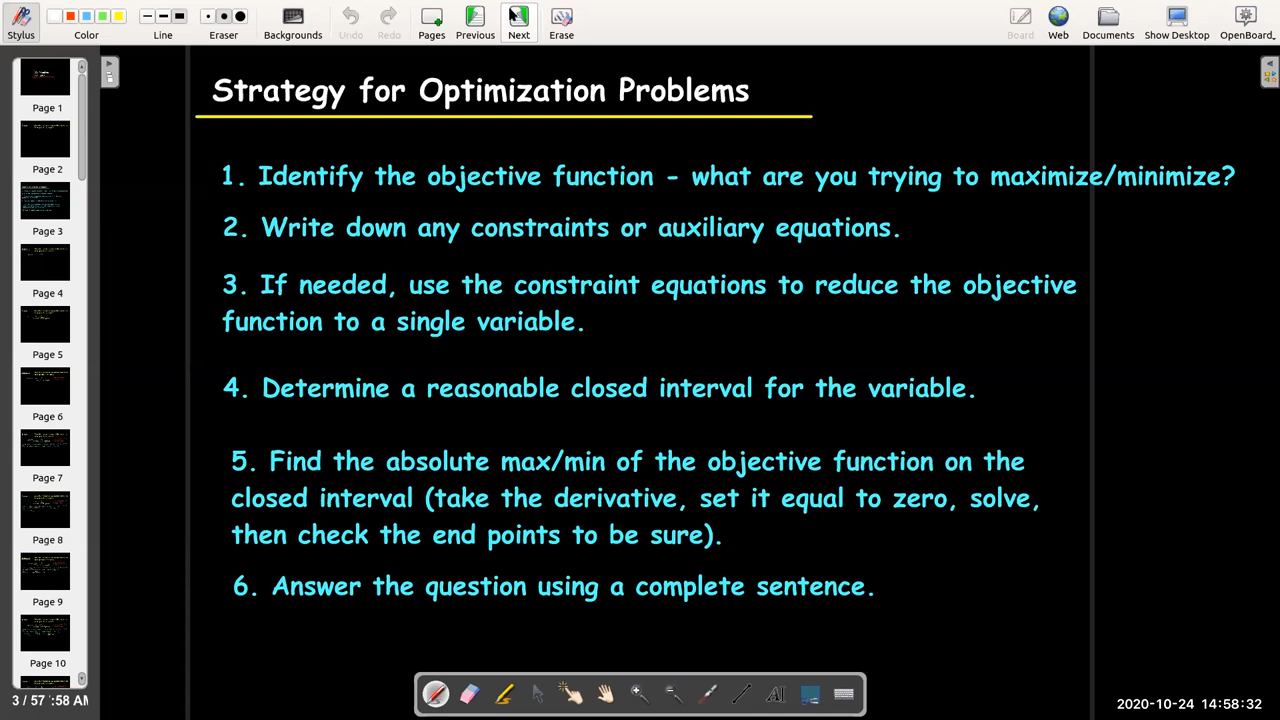 Stylus
Color
Line
Eraser
Backgrounds
Undo
Redo
Pages
Previous
Next
Erase
Board
Web
Documents
Show Desktop
OpenBoard
Strategy for Optimization Problems
1. Identify the objective function - what are you trying to maximize/minimize?
2. Write down any constraints or auxiliary equations.
3. If needed, use the constraint equations to reduce the objective
function to a single variable.
4. Determine a reasonable closed interval for the variable.
5. Find the absolute max/min of the objective function on the
closed interval (take the derivative, set it equal to zero, solve,
then check the end points to be sure).
6. Answer the question using a complete sentence.
Page 1
Page 2
Page 3
Page 4
Page 5
Page 6
Page 7
Page 8
Page 9
Page 10
3 / 57
:58 AM
2020-10-24 14:58:32